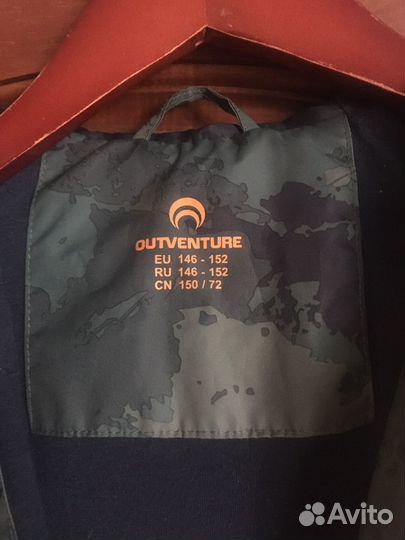 OUTVENTURE
EU 146 - 152
RU 146 - 152
CN 150 / 72
Avito